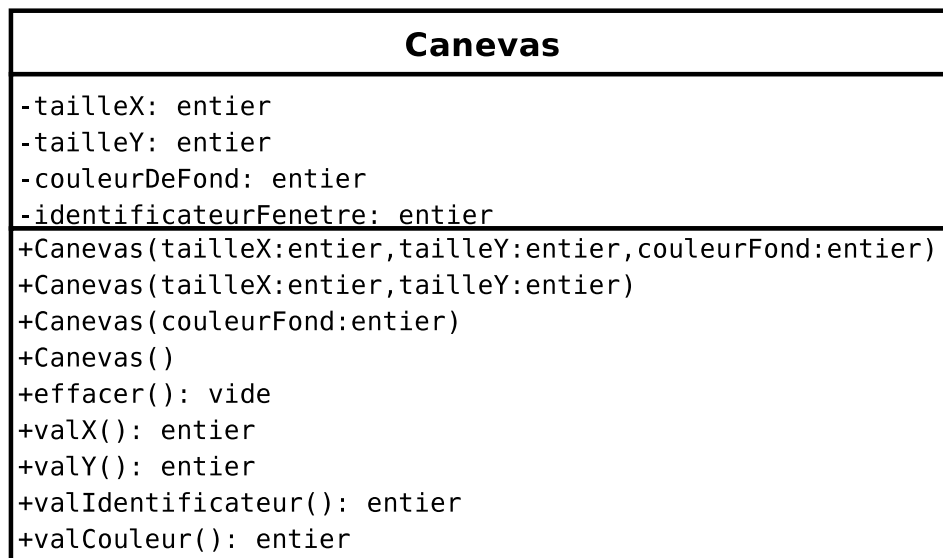 Canevas
-tailleX: entier
-tailleY: entier
-couleurDeFond: entier
-identificateurFenetre: entier
+Canevas(tailleX:entier,tailleY:entier,couleurFond:entier)
+Canevas(tailleX:entier,tailleY:entier)
+Canevas(couleurFond:entier)
+Canevas()
+effacer(): vide
+valX(): entier
+valY(): entier
+valIdentificateur(): entier
+valCouleur(): entier